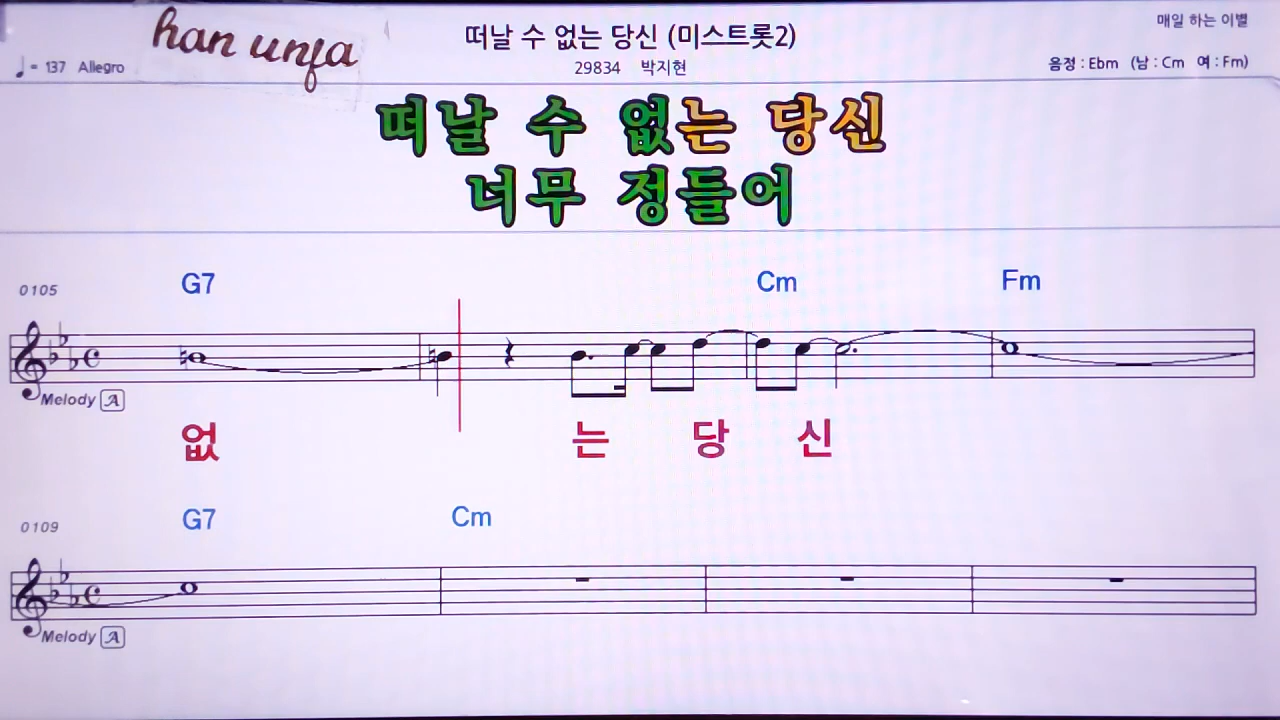 han unja
떠날 수 없는 당신 (미스트롯2)
매일 하는 이별
♩= 137 Allegro
29834 박지현
음정 : Ebm (남 : Cm 여 : Fm)
떠날 수 없는 당신
너무 정들어
0105 G7 Cm Fm
Melody A
없 는 당 신
0109 G7 Cm
Melody A